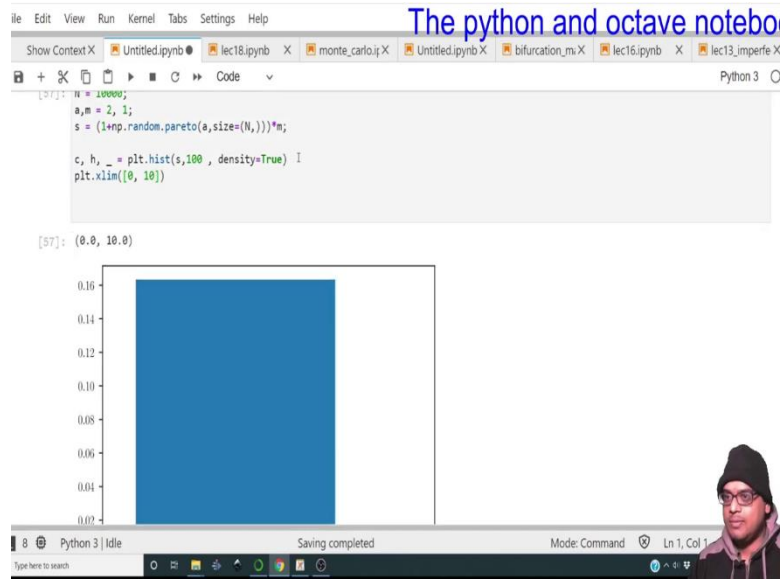 The python and octave notebo
ile Edit View Run Kernel Tabs Settings Help
Show Context X Untitled.ipynb lec18.ipynb X monte_carlo.ip X Untitled.ipynb X bifurcation_m X lec16.ipynb X lec13_imperfe X
Code Python 3
[57]: N = 10000;
a,m = 2, 1;
s = (1+np.random.pareto(a,size=(N,)))*m;
c, h, _ = plt.hist(s,100 , density=True)
plt.xlim([0, 10])
[57]: (0.0, 10.0)
0.16
0.14
0.12
0.10
0.08
0.06
0.04
0.02
8 Python 3 | Idle Saving completed Mode: Command Ln 1, Col 1
Type here to search